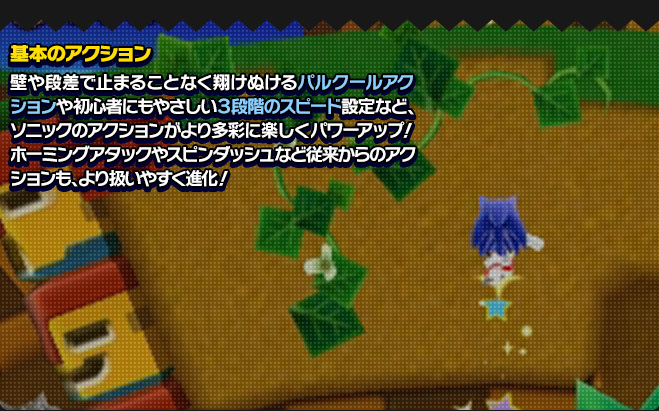 基本のアクション
壁や段差で止まることなく翔けぬけるパルクールアク
ションや初心者にもやさしい3段階のスピード設定など、
ソニックのアクションがより多彩に楽しくパワーアップ!
ホーミングアタックやスピンダッシュなど従来からのアク
ションも、より扱いやすく進化!